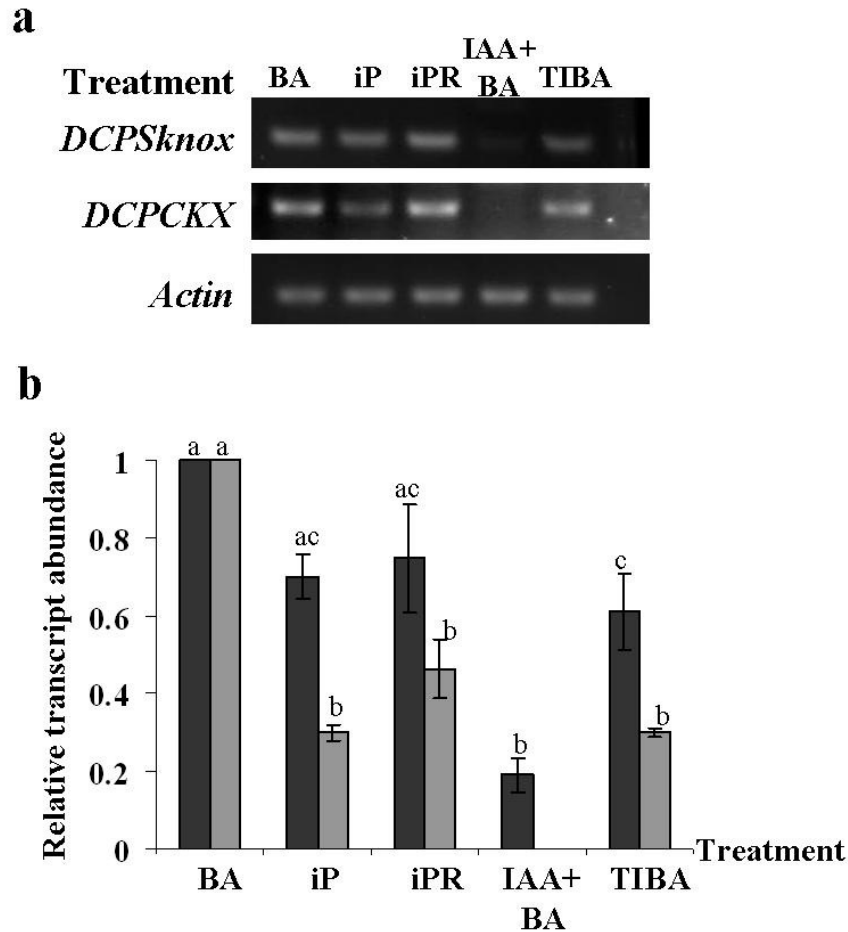 a
Treatment BA iP iPR IAA+ BA TIBA
DCPSknox
DCPCKX
Actin
b
Relative transcript abundance
1
0.8
0.6
0.4
0.2
0
a a
ac
b
ac
b
b
c
b
BA iP iPR IAA+ BA TIBA
Treatment